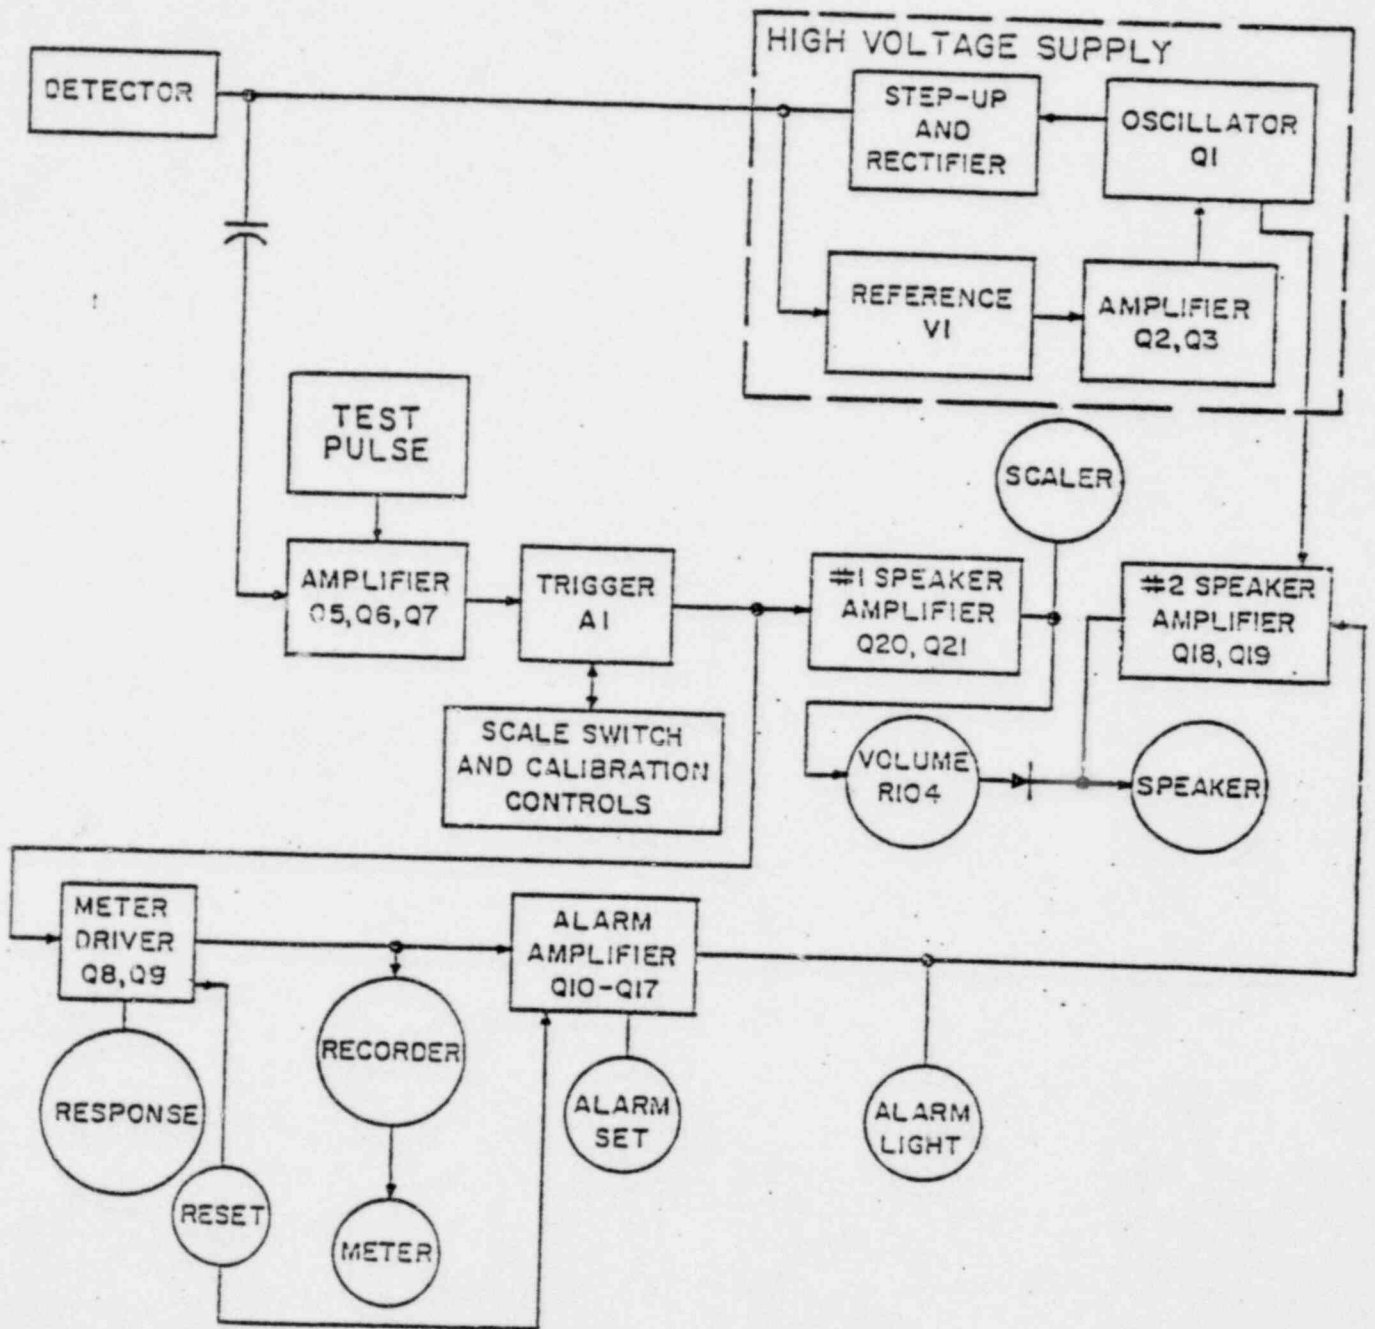 HIGH VOLTAGE SUPPLY
DETECTOR
STEP-UP
AND
RECTIFIER
OSCILLATOR
Q1
REFERENCE
V1
AMPLIFIER
Q2, Q3
TEST
PULSE
SCALER
AMPLIFIER
Q5, Q6, Q7
TRIGGER
A1
#1 SPEAKER
AMPLIFIER
Q20, Q21
#2 SPEAKER
AMPLIFIER
Q18, Q19
SCALE SWITCH
AND CALIBRATION
CONTROLS
VOLUME
R104
SPEAKER
METER
DRIVER
Q8, Q9
ALARM
AMPLIFIER
Q10-Q17
RECORDER
RESPONSE
ALARM
SET
ALARM
LIGHT
RESET
METER